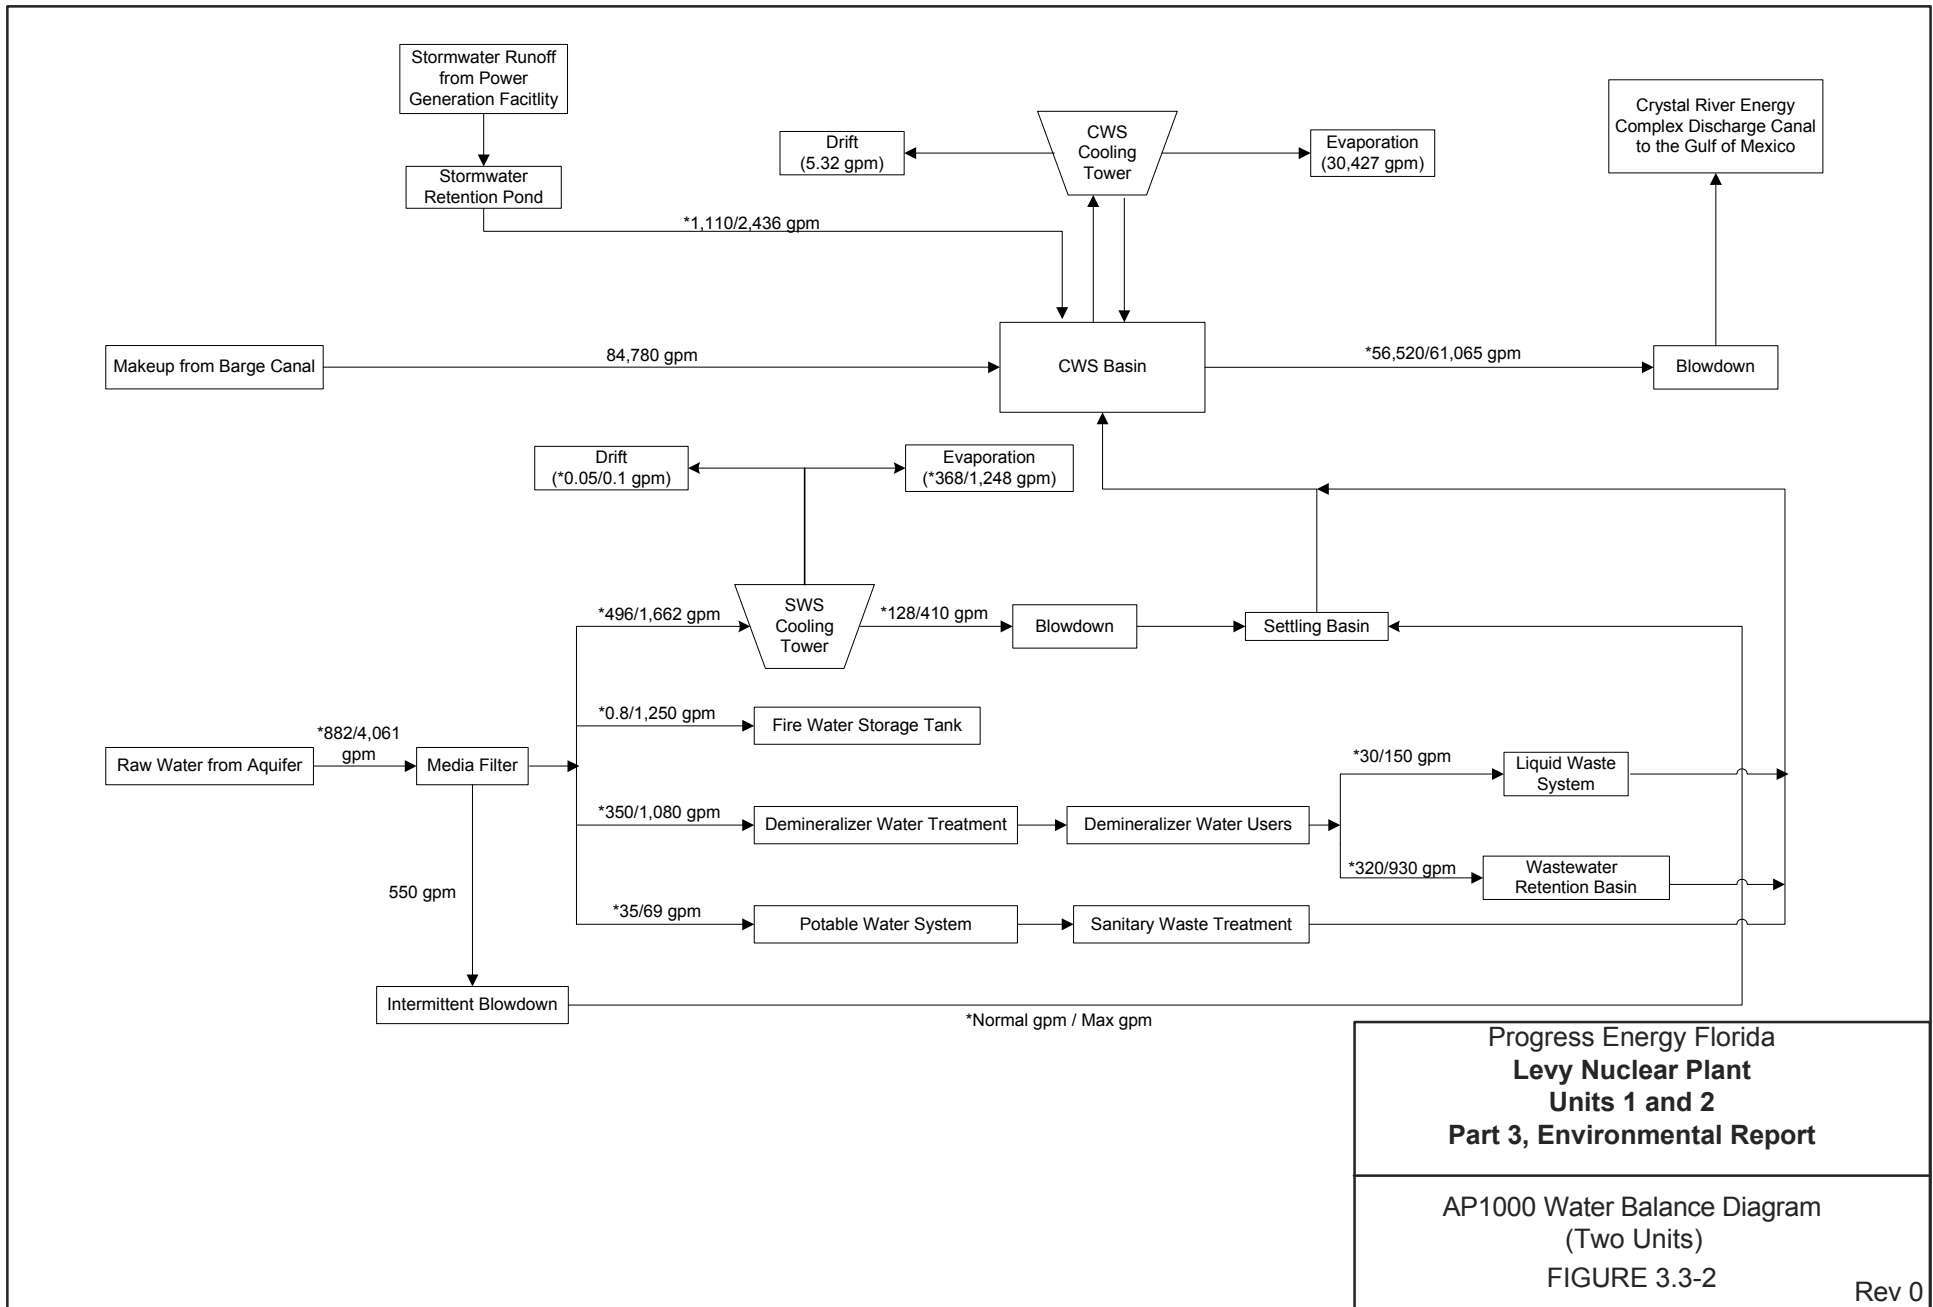 Stormwater Runoff
from Power
Generation Facitlity
Stormwater
Retention Pond
*1,110/2,436 gpm
Drift
(5.32 gpm)
CWS
Cooling
Tower
Evaporation
(30,427 gpm)
Crystal River Energy
Complex Discharge Canal
to the Gulf of Mexico
Makeup from Barge Canal
84,780 gpm
CWS Basin
*56,520/61,065 gpm
Blowdown
Drift
(*0.05/0.1 gpm)
Evaporation
(*368/1,248 gpm)
*496/1,662 gpm
SWS
Cooling
Tower
*128/410 gpm
Blowdown
Settling Basin
*0.8/1,250 gpm
Fire Water Storage Tank
Raw Water from Aquifer
*882/4,061
gpm
Media Filter
*350/1,080 gpm
Demineralizer Water Treatment
Demineralizer Water Users
*30/150 gpm
Liquid Waste
System
*320/930 gpm
Wastewater
Retention Basin
550 gpm
*35/69 gpm
Potable Water System
Sanitary Waste Treatment
Intermittent Blowdown
*Normal gpm / Max gpm
Progress Energy Florida
Levy Nuclear Plant
Units 1 and 2
Part 3, Environmental Report
AP1000 Water Balance Diagram
(Two Units)
FIGURE 3.3-2
Rev 0